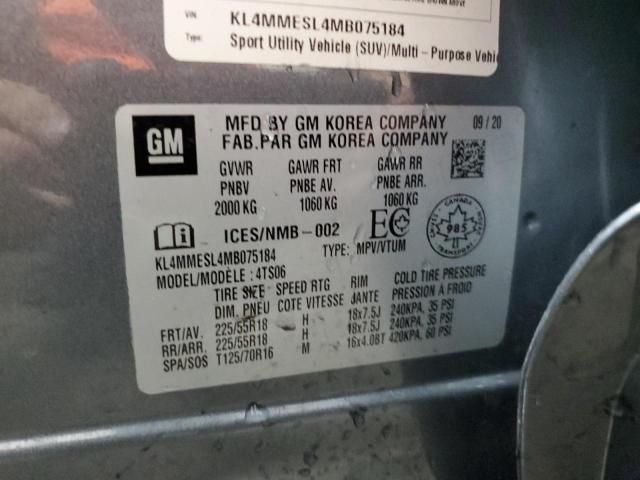 VIN: KL4MMESL4MB075184
Type: Sport Utility Vehicle (SUV)/Multi - Purpose Vehi
GM
MFD BY GM KOREA COMPANY 09/20
FAB.PAR GM KOREA COMPANY
GVWR GAWR FRT GAWR RR
PNBV PNBE AV. PNBE ARR.
2000 KG 1060 KG 1060 KG
i ICES/NMB-002 EC
CANADA 985
KL4MMESL4MB075184 TYPE: MPV/VTUM
MODEL/MODÈLE: 4TS06
TIRE SIZE SPEED RTG RIM COLD TIRE PRESSURE
DIM. PNEU COTE VITESSE JANTE PRESSION À FROID
FRT/AV. 225/55R18 H 18x7.5J 240KPA, 35 PSI
RR/ARR. 225/55R18 H 18x7.5J 240KPA, 35 PSI
SPA/SOS T125/70R16 M 16x4.0BT 420KPA, 60 PSI